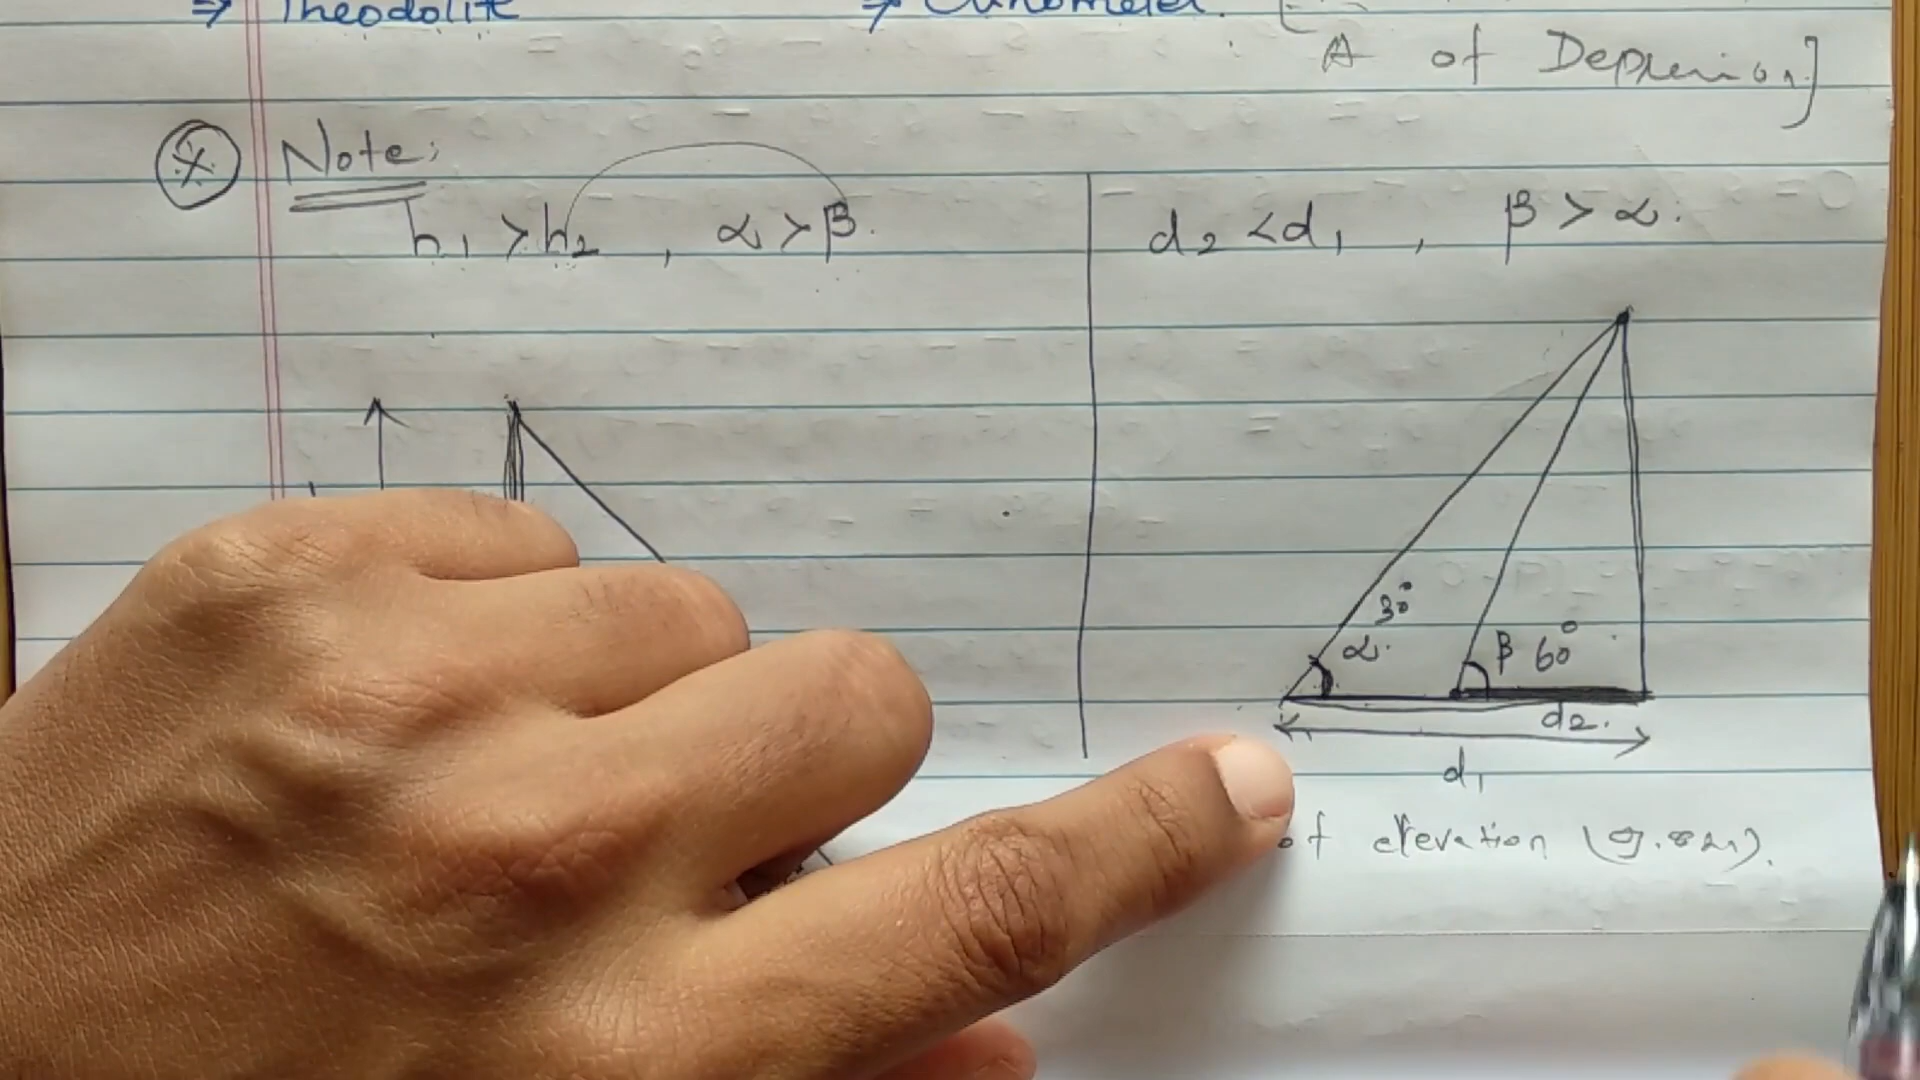 ⇒ Theodolite ⇒
A of Depression]
* Note:
h₁ > h₂ , α > β.
d₂ < d₁ , β > α.
30°
α.
β 60°
d₂.
d₁
of elevation